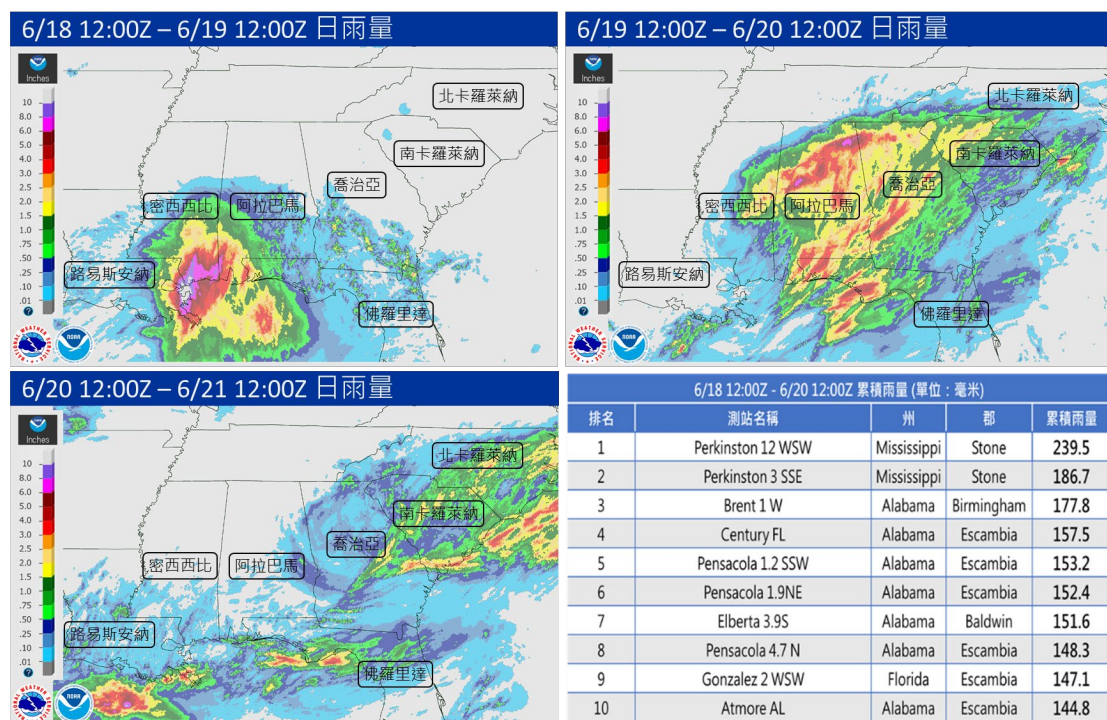 6/18 12:00Z – 6/19 12:00Z 日雨量
Inches
10
8.0
6.0
5.0
4.0
3.0
2.5
2.0
1.5
1.0
.75
.50
.25
.10
.01
?
北卡羅萊納
南卡羅萊納
喬治亞
密西西比
阿拉巴馬
路易斯安納
佛羅里達
NOAA
6/19 12:00Z – 6/20 12:00Z 日雨量
Inches
10
8.0
6.0
5.0
4.0
3.0
2.5
2.0
1.5
1.0
.75
.50
.25
.10
.01
?
北卡羅萊納
南卡羅萊納
喬治亞
密西西比
阿拉巴馬
路易斯安納
佛羅里達
NOAA
6/20 12:00Z – 6/21 12:00Z 日雨量
Inches
10
8.0
6.0
5.0
4.0
3.0
2.5
2.0
1.5
1.0
.75
.50
.25
.10
.01
?
北卡羅萊納
南卡羅萊納
喬治亞
密西西比
阿拉巴馬
路易斯安納
佛羅里達
NOAA
6/18 12:00Z - 6/20 12:00Z 累積雨量 (單位：毫米)
排名 測站名稱 州 郡 累積雨量
1 Perkinston 12 WSW Mississippi Stone 239.5
2 Perkinston 3 SSE Mississippi Stone 186.7
3 Brent 1 W Alabama Birmingham 177.8
4 Century FL Alabama Escambia 157.5
5 Pensacola 1.2 SSW Alabama Escambia 153.2
6 Pensacola 1.9NE Alabama Escambia 152.4
7 Elberta 3.9S Alabama Baldwin 151.6
8 Pensacola 4.7 N Alabama Escambia 148.3
9 Gonzalez 2 WSW Florida Escambia 147.1
10 Atmore AL Alabama Escambia 144.8